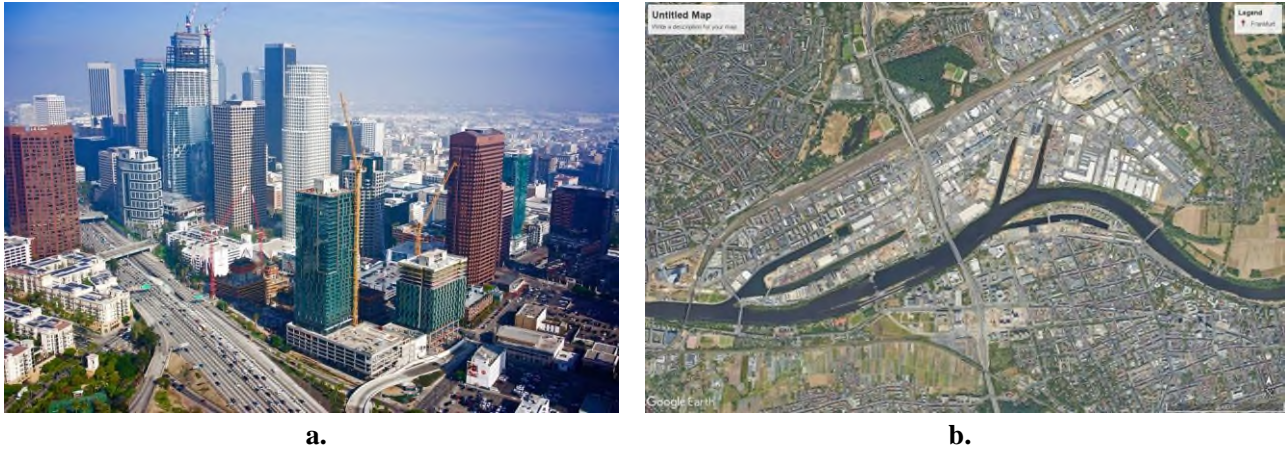 Untitled Map
Write a description for your map.
Legend
Frankfurt
Google Earth
a.
b.